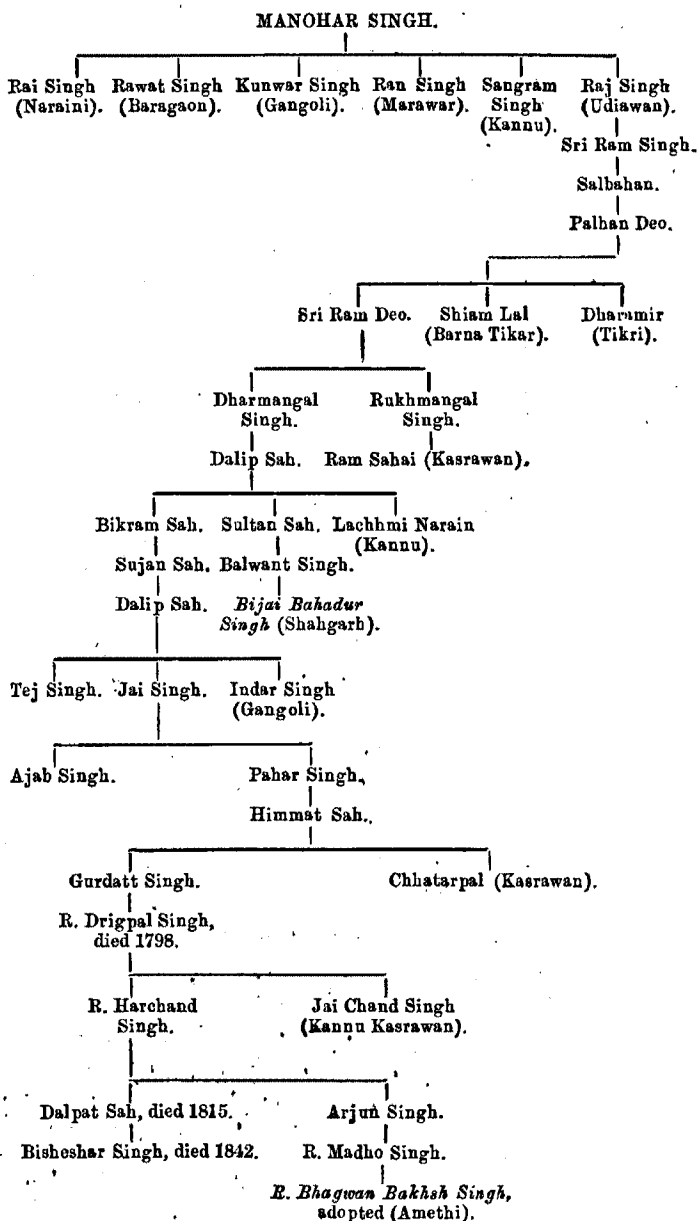 MANOHAR SINGH.
Rai Singh Rawat Singh Kunwar Singh Ran Singh Sangram Raj Singh
(Naraini). (Baragaon). (Gangoli). (Marawar). Singh (Udiawan).
(Kannu).
Sri Ram Singh.
Salbahan.
Palhan Deo.
Sri Ram Deo. Shiam Lal Dharamir
(Barna Tikar). (Tikri).
Dharmangal Rukhmangal
Singh. Singh.
Dalip Sah. Ram Sahai (Kasrawan).
Bikram Sah. Sultan Sah. Lachhmi Narain
(Kannu).
Sujan Sah. Balwant Singh.
Dalip Sah. Bijai Bahadur
Singh (Shahgarh).
Tej Singh. Jai Singh. Indar Singh
(Gangoli).
Ajab Singh. Pahar Singh.
Himmat Sah.
Gurdatt Singh. Chhatarpal (Kasrawan).
R. Drigpal Singh,
died 1798.
R. Harchand Jai Chand Singh
Singh. (Kannu Kasrawan).
Dalpat Sah, died 1815. Arjun Singh.
Bisheshar Singh, died 1842. R. Madho Singh.
R. Bhagwan Bakhsh Singh,
adopted (Amethi).